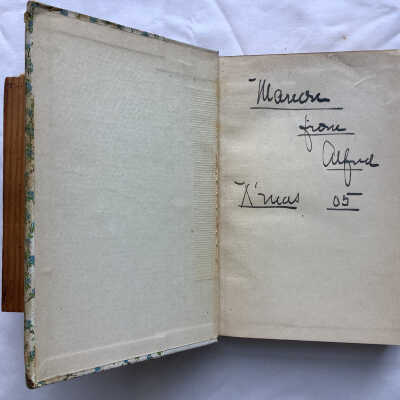 Marion
from
Alfred
X'mas 05